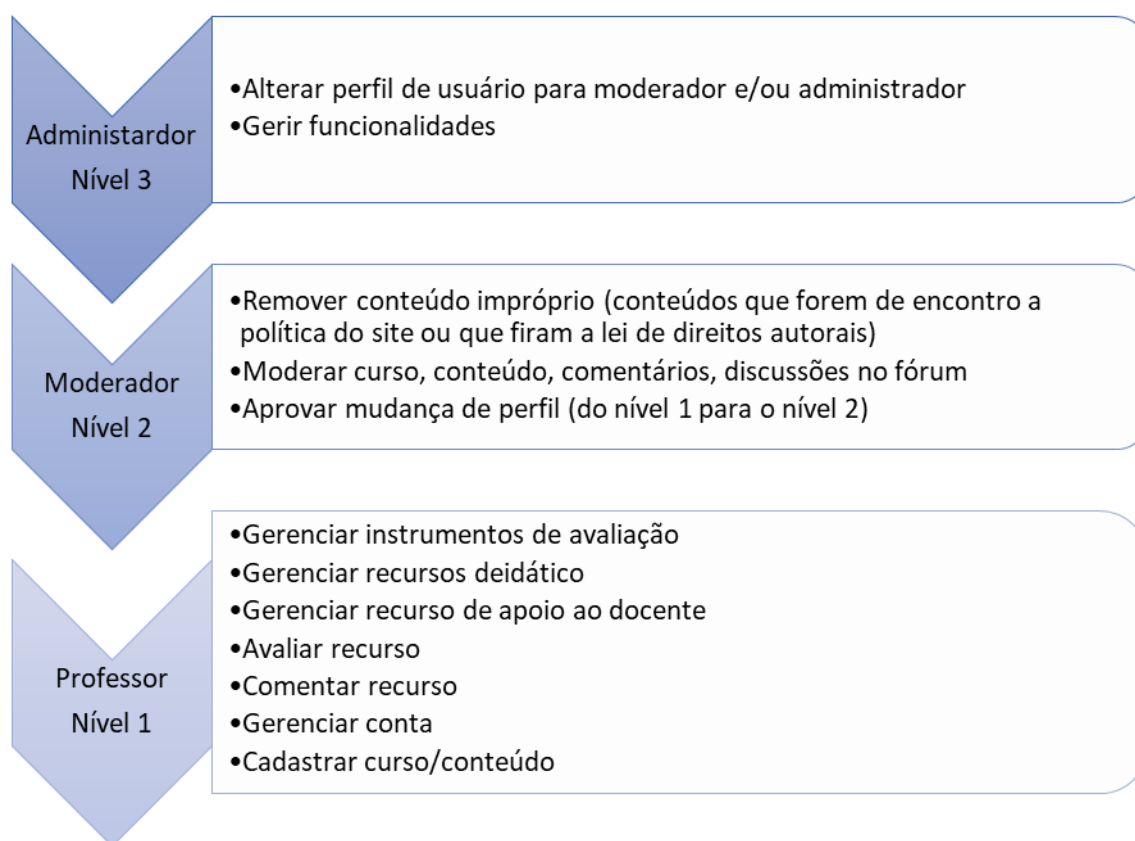 Administardor
Nível 3
•Alterar perfil de usuário para moderador e/ou administrador
•Gerir funcionalidades
Moderador
Nível 2
•Remover conteúdo impróprio (conteúdos que forem de encontro a
política do site ou que firam a lei de direitos autorais)
•Moderar curso, conteúdo, comentários, discussões no fórum
•Aprovar mudança de perfil (do nível 1 para o nível 2)
Professor
Nível 1
•Gerenciar instrumentos de avaliação
•Gerenciar recursos deidático
•Gerenciar recurso de apoio ao docente
•Avaliar recurso
•Comentar recurso
•Gerenciar conta
•Cadastrar curso/conteúdo